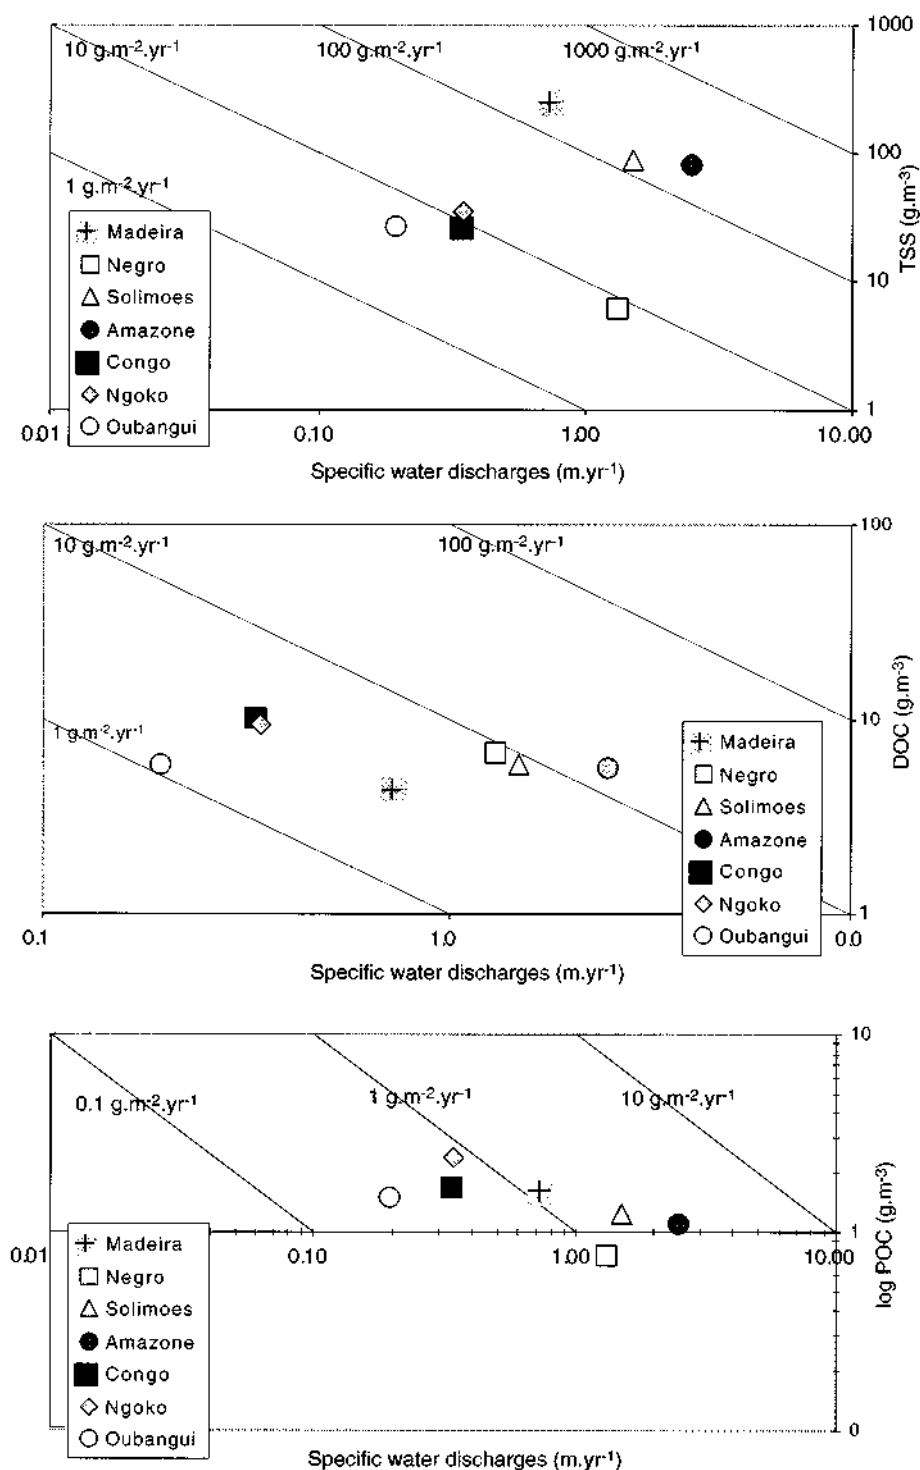 1000
10 g.m-2.yr-1
100 g.m-2.yr-1
1000 g.m-2.yr-1
100
1 g.m-2.yr-1
TSS (g.m-3)
Madeira
Negro
Solimoes
Amazone
Congo
Ngoko
Oubangui
10
1
0.01
0.10
1.00
10.00
Specific water discharges (m.yr-1)
100
10 g.m-2.yr-1
100 g.m-2.yr-1
DOC (g.m-3)
10
1 g.m-2.yr-1
Madeira
Negro
Solimoes
Amazone
Congo
Ngoko
Oubangui
1
0.1
1.0
0.0
Specific water discharges (m.yr-1)
10
0.1 g.m-2.yr-1
1 g.m-2.yr-1
10 g.m-2.yr-1
log POC (g.m-3)
1
0.01
0.10
1.00
10.00
Madeira
Negro
Solimoes
Amazone
Congo
Ngoko
Oubangui
0
Specific water discharges (m.yr-1)